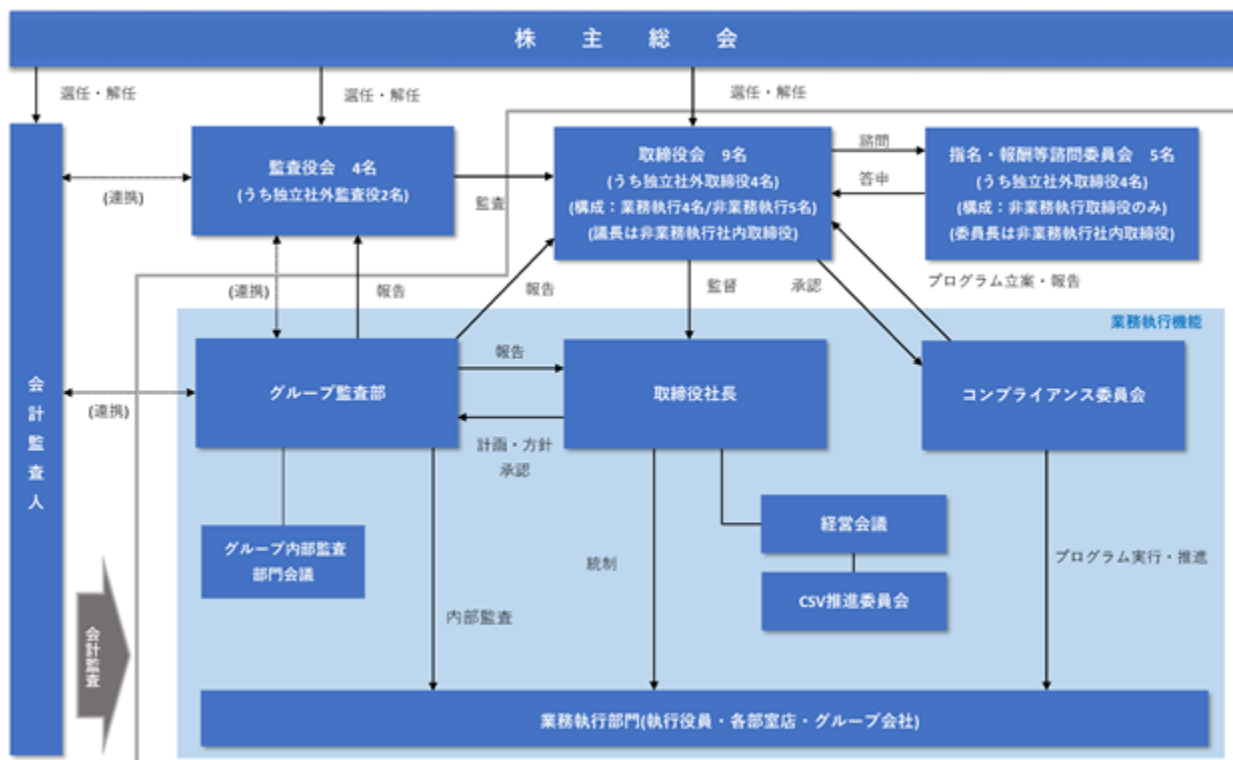 株主総会
選任・解任
選任・解任
選任・解任
監査役会 4名
(うち独立社外監査役2名)
取締役会 9名
(うち独立社外取締役4名)
(構成:業務執行4名/非業務執行5名)
(議長は非業務執行社内取締役)
指名・報酬等諮問委員会 5名
(うち独立社外取締役4名)
(構成:非業務執行取締役のみ)
(委員長は非業務執行社内取締役)
諮問
答申
(連携)
監査
(連携)
報告
報告
監督
承認
プログラム立案・報告
業務執行機能
会計監査人
(連携)
グループ監査部
報告
計画・方針
承認
取締役社長
コンプライアンス委員会
グループ内部監査
部門会議
内部監査
統制
経営会議
CSV推進委員会
プログラム実行・推進
会計監査
業務執行部門(執行役員・各部室店・グループ会社)